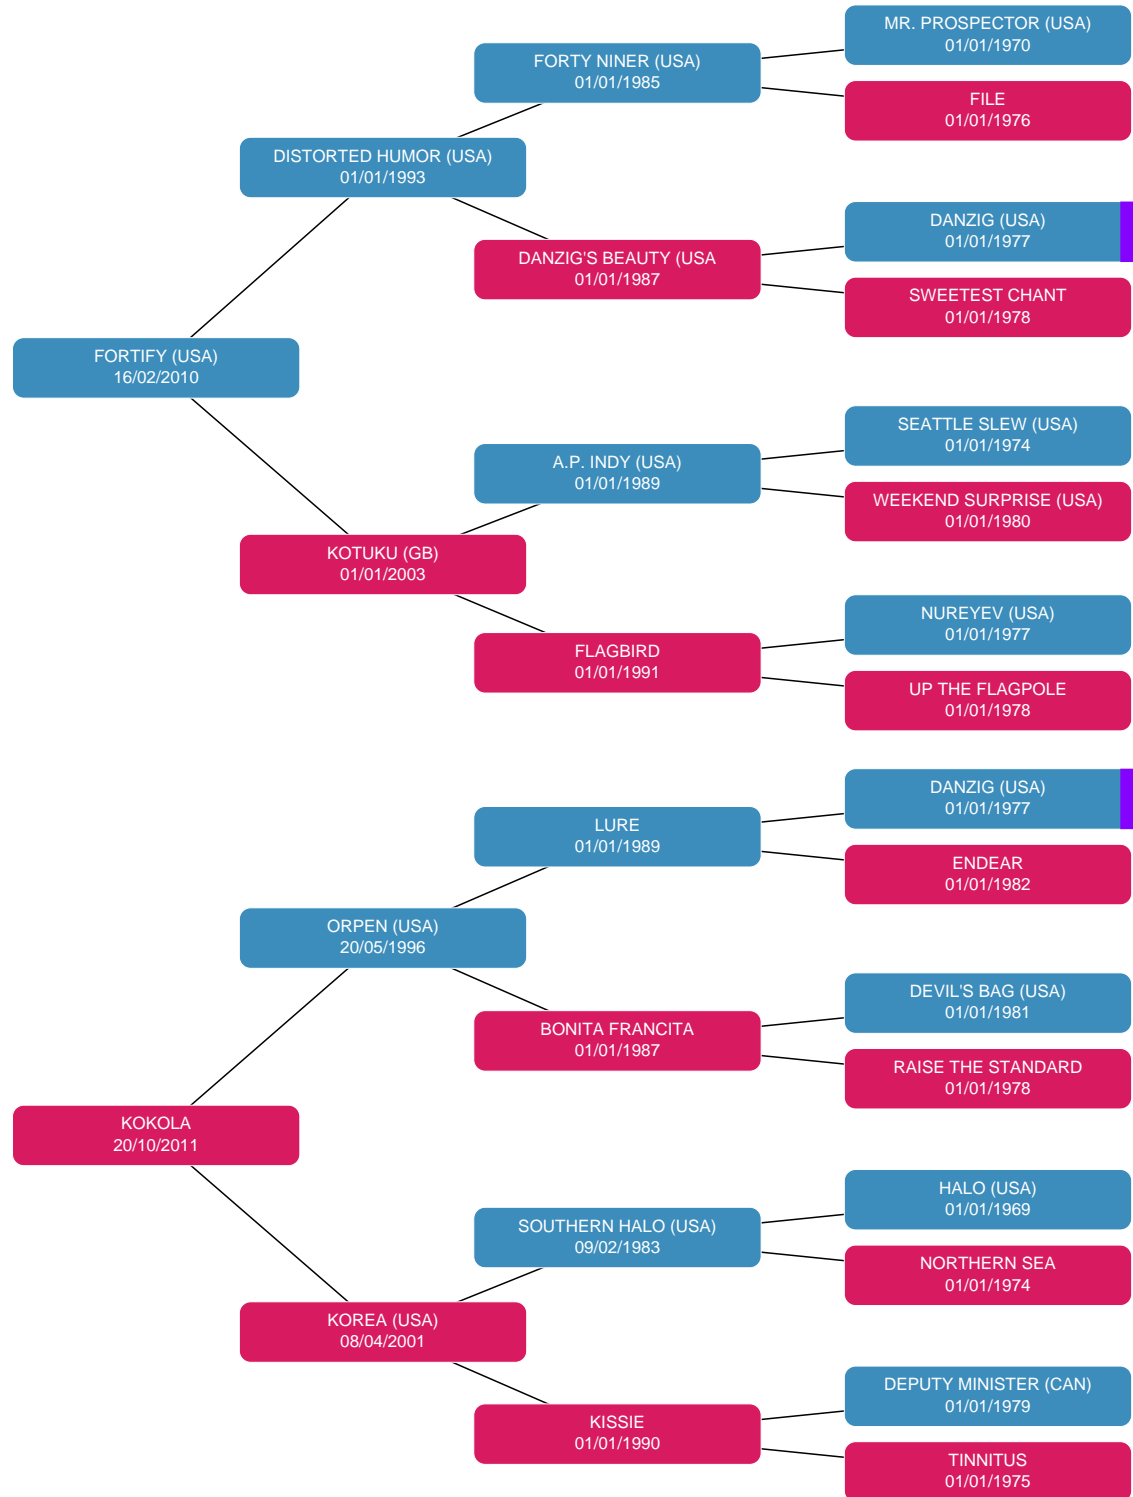 MR. PROSPECTOR (USA)
01/01/1970
FORTY NINER (USA)
01/01/1985
FILE
01/01/1976
DISTORTED HUMOR (USA)
01/01/1993
DANZIG (USA)
01/01/1977
DANZIG'S BEAUTY (USA
01/01/1987
SWEETEST CHANT
01/01/1978
FORTIFY (USA)
16/02/2010
SEATTLE SLEW (USA)
01/01/1974
A.P. INDY (USA)
01/01/1989
WEEKEND SURPRISE (USA)
01/01/1980
KOTUKU (GB)
01/01/2003
NUREYEV (USA)
01/01/1977
FLAGBIRD
01/01/1991
UP THE FLAGPOLE
01/01/1978
DANZIG (USA)
01/01/1977
LURE
01/01/1989
ENDEAR
01/01/1982
ORPEN (USA)
20/05/1996
DEVIL'S BAG (USA)
01/01/1981
BONITA FRANCITA
01/01/1987
RAISE THE STANDARD
01/01/1978
KOKOLA
20/10/2011
HALO (USA)
01/01/1969
SOUTHERN HALO (USA)
09/02/1983
NORTHERN SEA
01/01/1974
KOREA (USA)
08/04/2001
DEPUTY MINISTER (CAN)
01/01/1979
KISSIE
01/01/1990
TINNITUS
01/01/1975